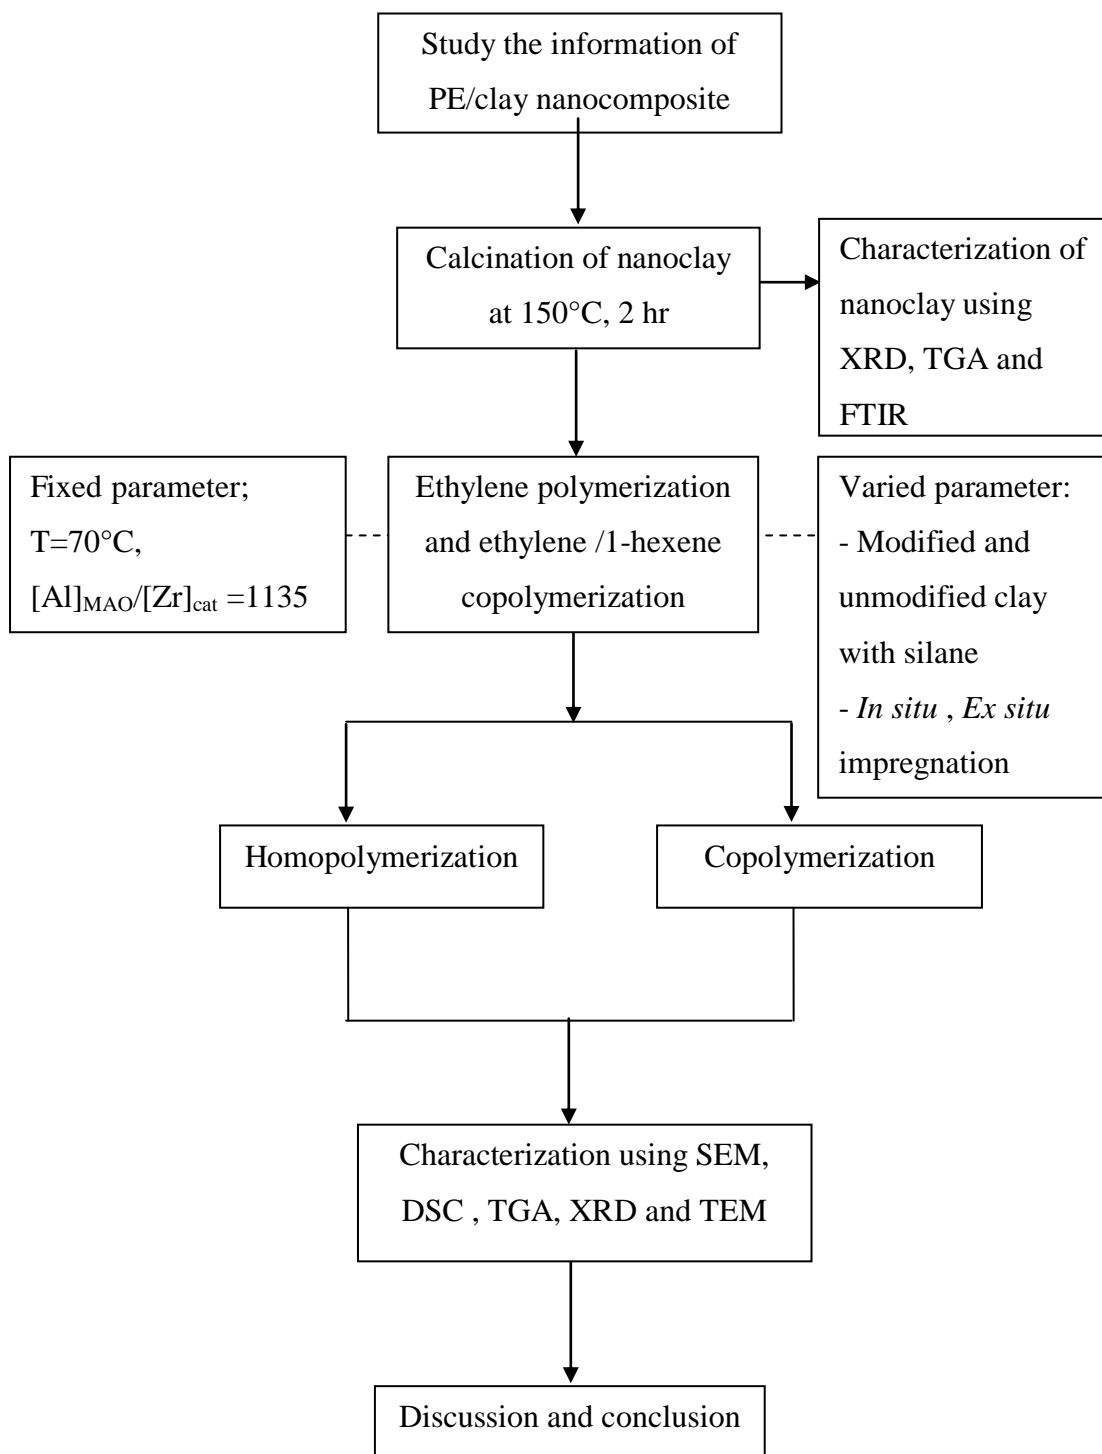 Study the information of
PE/clay nanocomposite
Calcination of nanoclay
at 150°C, 2 hr
Characterization of
nanoclay using
XRD, TGA and
FTIR
Fixed parameter;
T=70°C,
[Al]MAO/[Zr]cat =1135
Ethylene polymerization
and ethylene /1-hexene
copolymerization
Varied parameter:
- Modified and
unmodified clay
with silane
- In situ , Ex situ
impregnation
Homopolymerization
Copolymerization
Characterization using SEM,
DSC , TGA, XRD and TEM
Discussion and conclusion